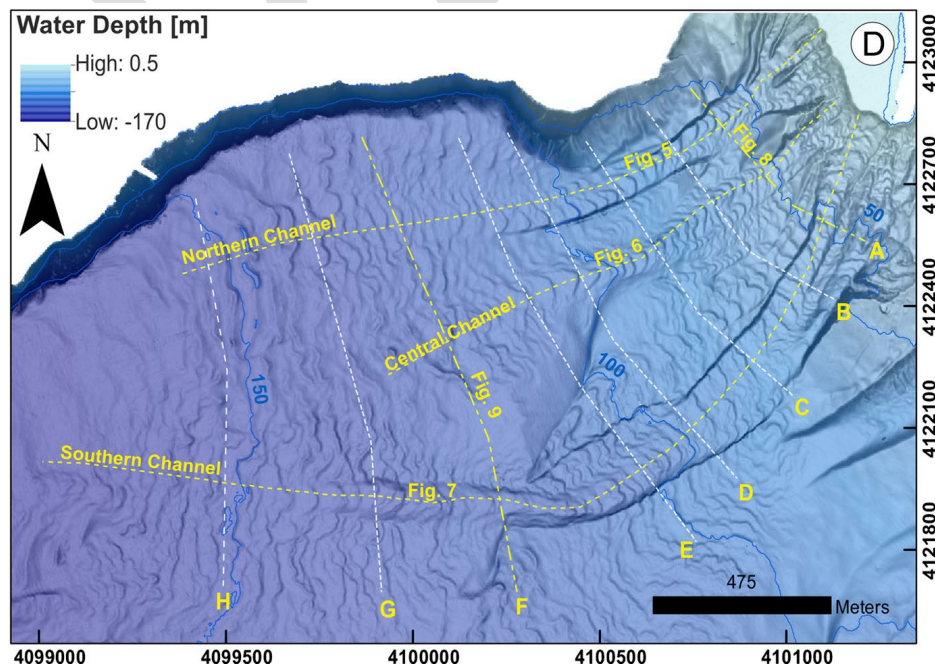 Water Depth [m]
High: 0.5
Low: -170
N
D
Fig. 5
Fig. 8
50
A
Northern Channel
Fig. 6
B
Central Channel
100
150
Fig. 9
C
Southern Channel
Fig. 7
D
E
H
G
F
475
Meters
4123000
4122700
4122400
4122100
4121800
4099000
4099500
4100000
4100500
4101000